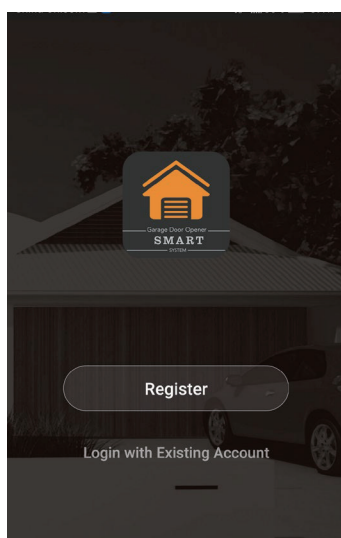 Garage Door Opener
SMART
SYSTEM
Register
Login with Existing Account